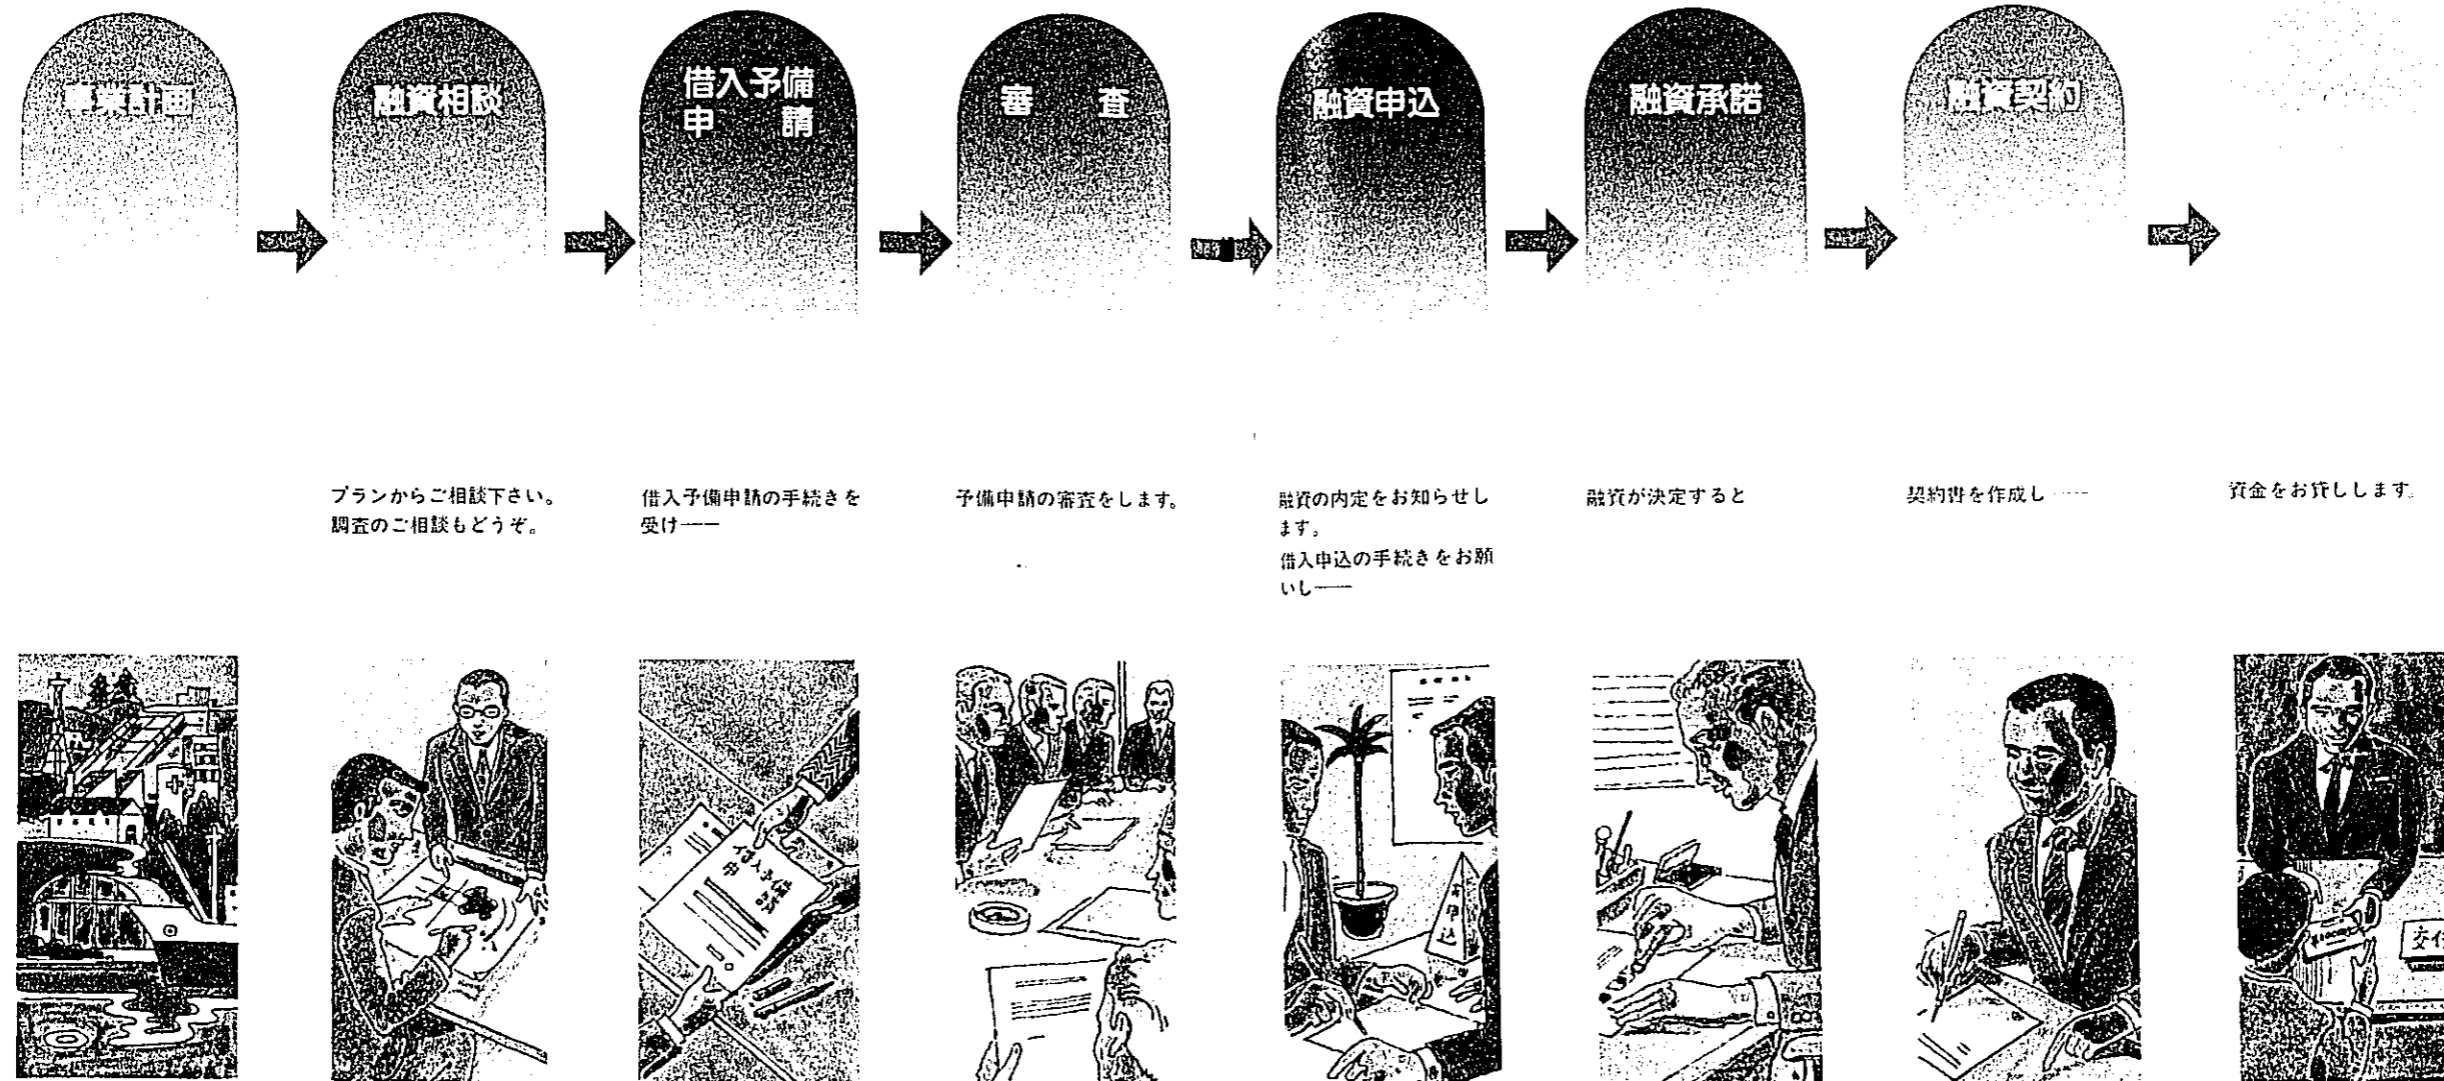 事業計画
融資相談
借入予備
申請
審査
融資申込
融資承諾
融資契約
プランからご相談下さい。
調査のご相談もどうぞ。
借入予備申請の手続きを
受け——
予備申請の審査をします。
融資の内定をお知らせし
ます。
借入申込の手続きをお願
いし——
融資が決定すると
契約書を作成し——
資金をお貸しします。
借入予備
申請